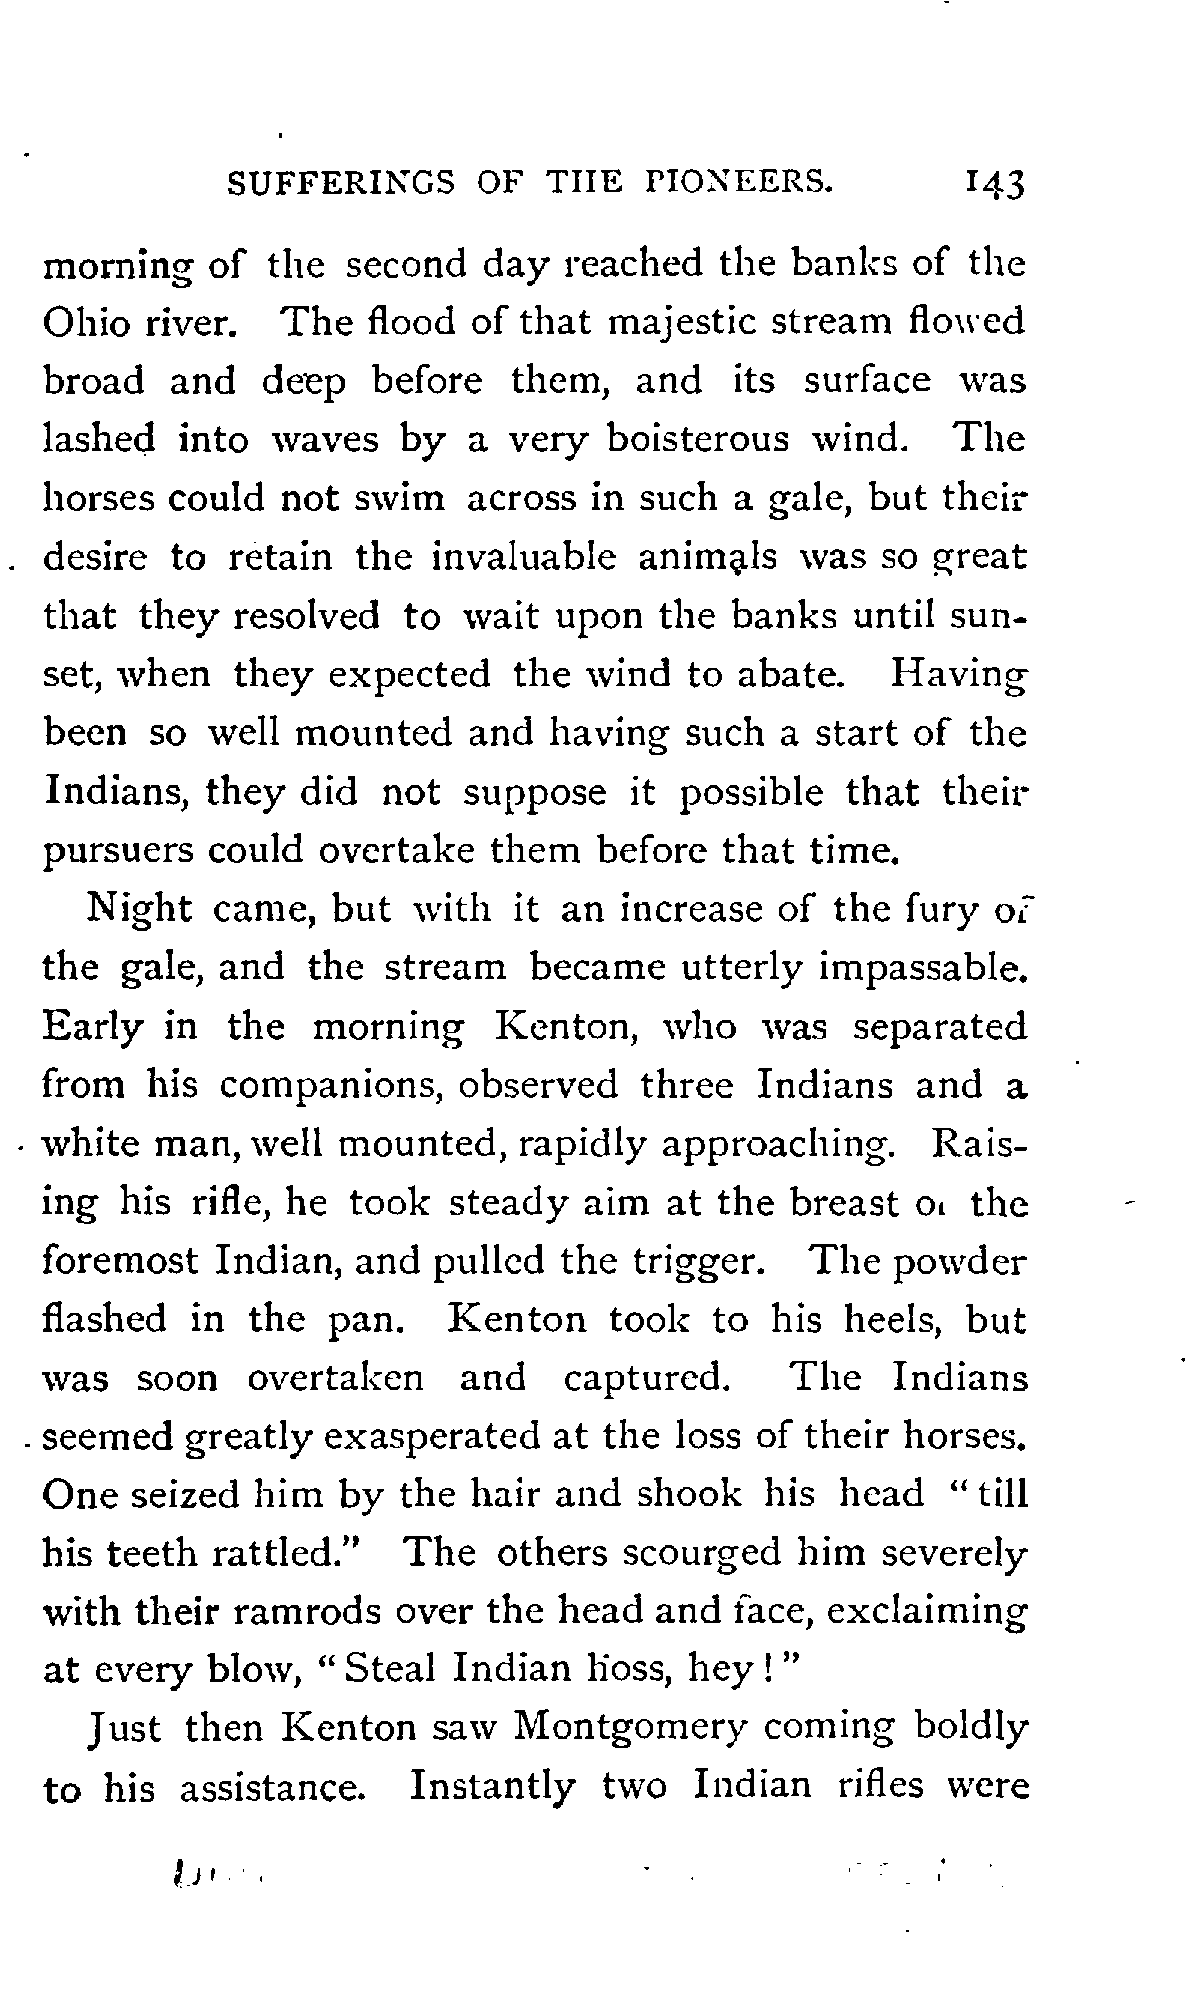 SUFFERINGS OF THE PIONEERS. 143
morning of the second day reached the banks of the
Ohio river. The flood of that majestic stream flowed
broad and deep before them, and its surface was
lashed into waves by a very boisterous wind. The
horses could not swim across in such a gale, but their
desire to retain the invaluable animals was so great
that they resolved to wait upon the banks until sun-
set, when they expected the wind to abate. Having
been so well mounted and having such a start of the
Indians, they did not suppose it possible that their
pursuers could overtake them before that time.
Night came, but with it an increase of the fury of
the gale, and the stream became utterly impassable.
Early in the morning Kenton, who was separated
from his companions, observed three Indians and a
white man, well mounted, rapidly approaching. Rais-
ing his rifle, he took steady aim at the breast of the
foremost Indian, and pulled the trigger. The powder
flashed in the pan. Kenton took to his heels, but
was soon overtaken and captured. The Indians
seemed greatly exasperated at the loss of their horses.
One seized him by the hair and shook his head “till
his teeth rattled.” The others scourged him severely
with their ramrods over the head and face, exclaiming
at every blow, “Steal Indian hoss, hey!”
Just then Kenton saw Montgomery coming boldly
to his assistance. Instantly two Indian rifles were